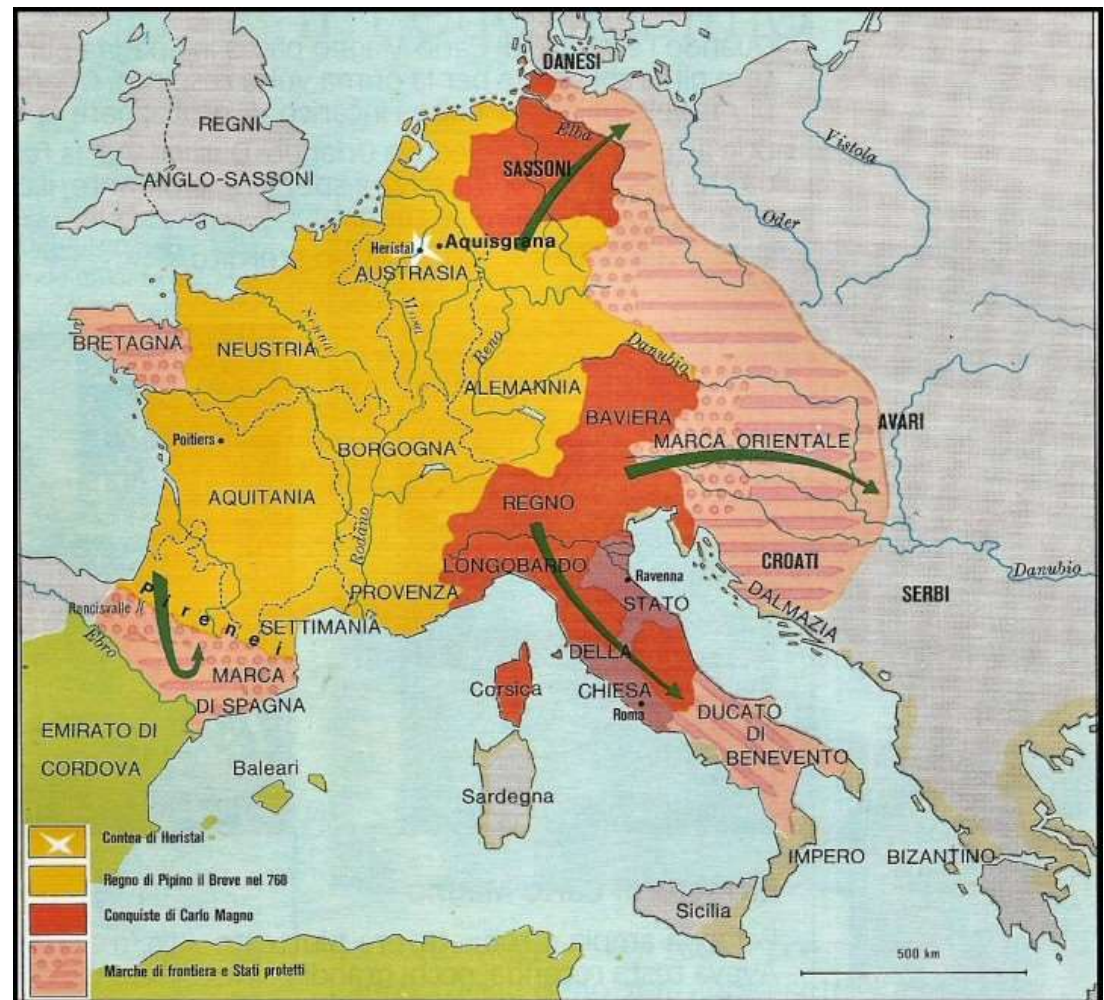 DANESI
REGNI
ANGLO-SASSONI
Elba
Vistola
SASSONI
Oder
Heristal
Aquisgrana
AUSTRASIA
Senna
Mosa
Reno
BRETAGNA
NEUSTRIA
Danubio
ALEMANNIA
BAVIERA
AVARI
MARCA ORIENTALE
Poitiers
BORGOGNA
AQUITANIA
REGNO
Rodano
LONGOBARDO
CROATI
Danubio
Ravenna
PROVENZA
STATO
DALMAZIA
SERBI
Roncisvalle
Pirenei
SETTIMANIA
Ebro
DELLA
MARCA
DI SPAGNA
Corsica
CHIESA
Roma
DUCATO
DI
BENEVENTO
EMIRATO DI
CORDOVA
Baleari
Sardegna
IMPERO BIZANTINO
Sicilia
Contea di Heristal
Regno di Pipino il Breve nel 768
Conquiste di Carlo Magno
Marche di frontiera e Stati protetti
500 km